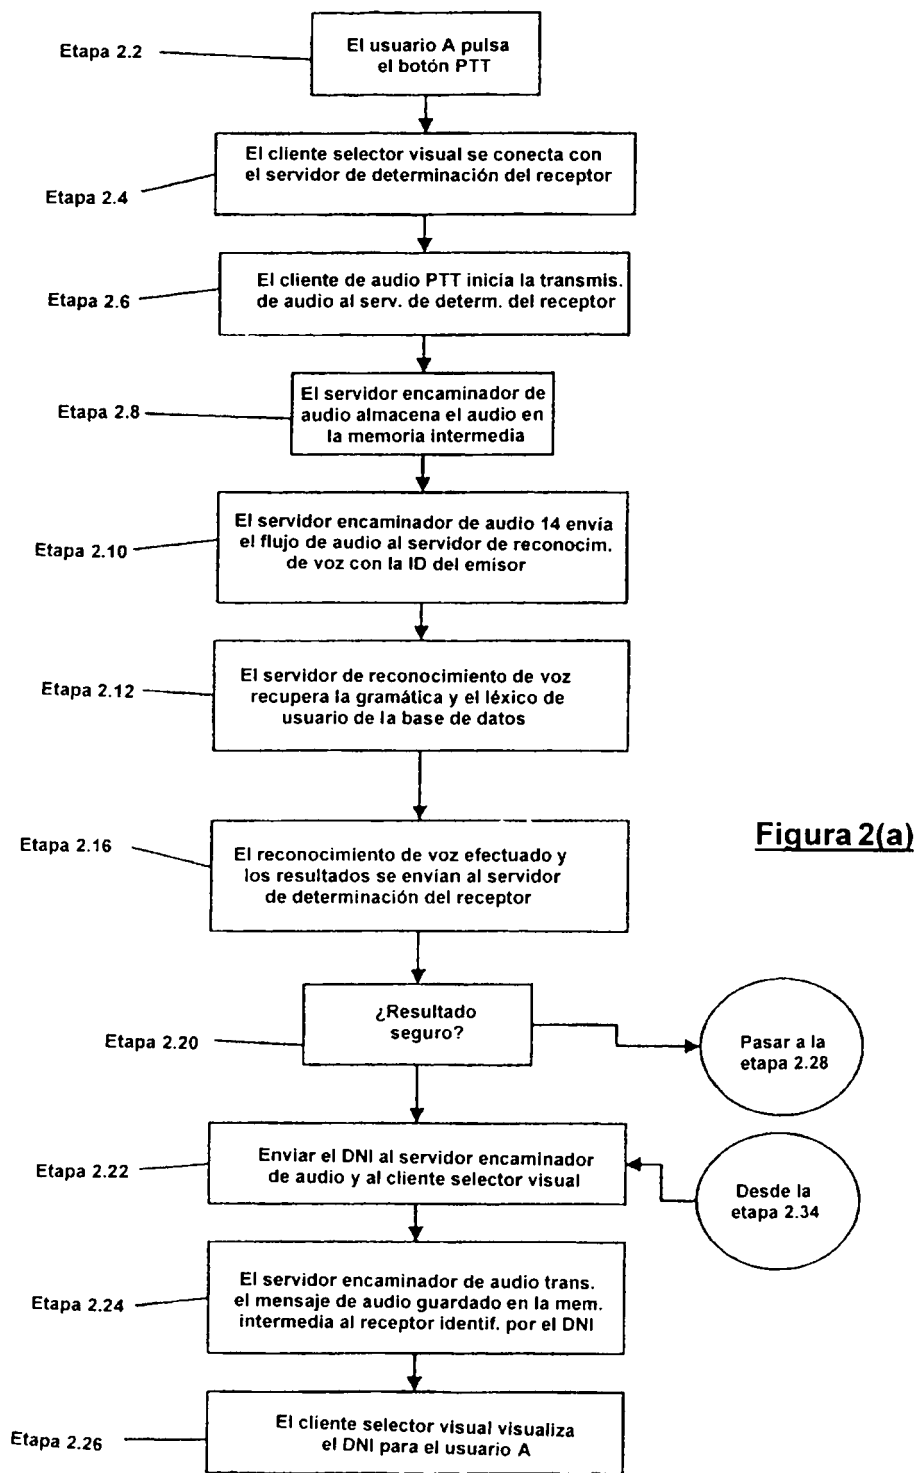 Etapa 2.2
El usuario A pulsa
el botón PTT
El cliente selector visual se conecta con
el servidor de determinación del receptor
Etapa 2.4
El cliente de audio PTT inicia la transmis.
de audio al serv. de determ. del receptor
Etapa 2.6
El servidor encaminador de
audio almacena el audio en
la memoria intermedia
Etapa 2.8
El servidor encaminador de audio 14 envía
el flujo de audio al servidor de reconocim.
de voz con la ID del emisor
Etapa 2.10
El servidor de reconocimiento de voz
recupera la gramática y el léxico de
usuario de la base de datos
Etapa 2.12
Figura 2(a)
Etapa 2.16
El reconocimiento de voz efectuado y
los resultados se envían al servidor
de determinación del receptor
¿Resultado
seguro?
Etapa 2.20
Pasar a la
etapa 2.28
Enviar el DNI al servidor encaminador
de audio y al cliente selector visual
Etapa 2.22
Desde la
etapa 2.34
El servidor encaminador de audio trans.
el mensaje de audio guardado en la mem.
intermedia al receptor identif. por el DNI
Etapa 2.24
El cliente selector visual visualiza
el DNI para el usuario A
Etapa 2.26